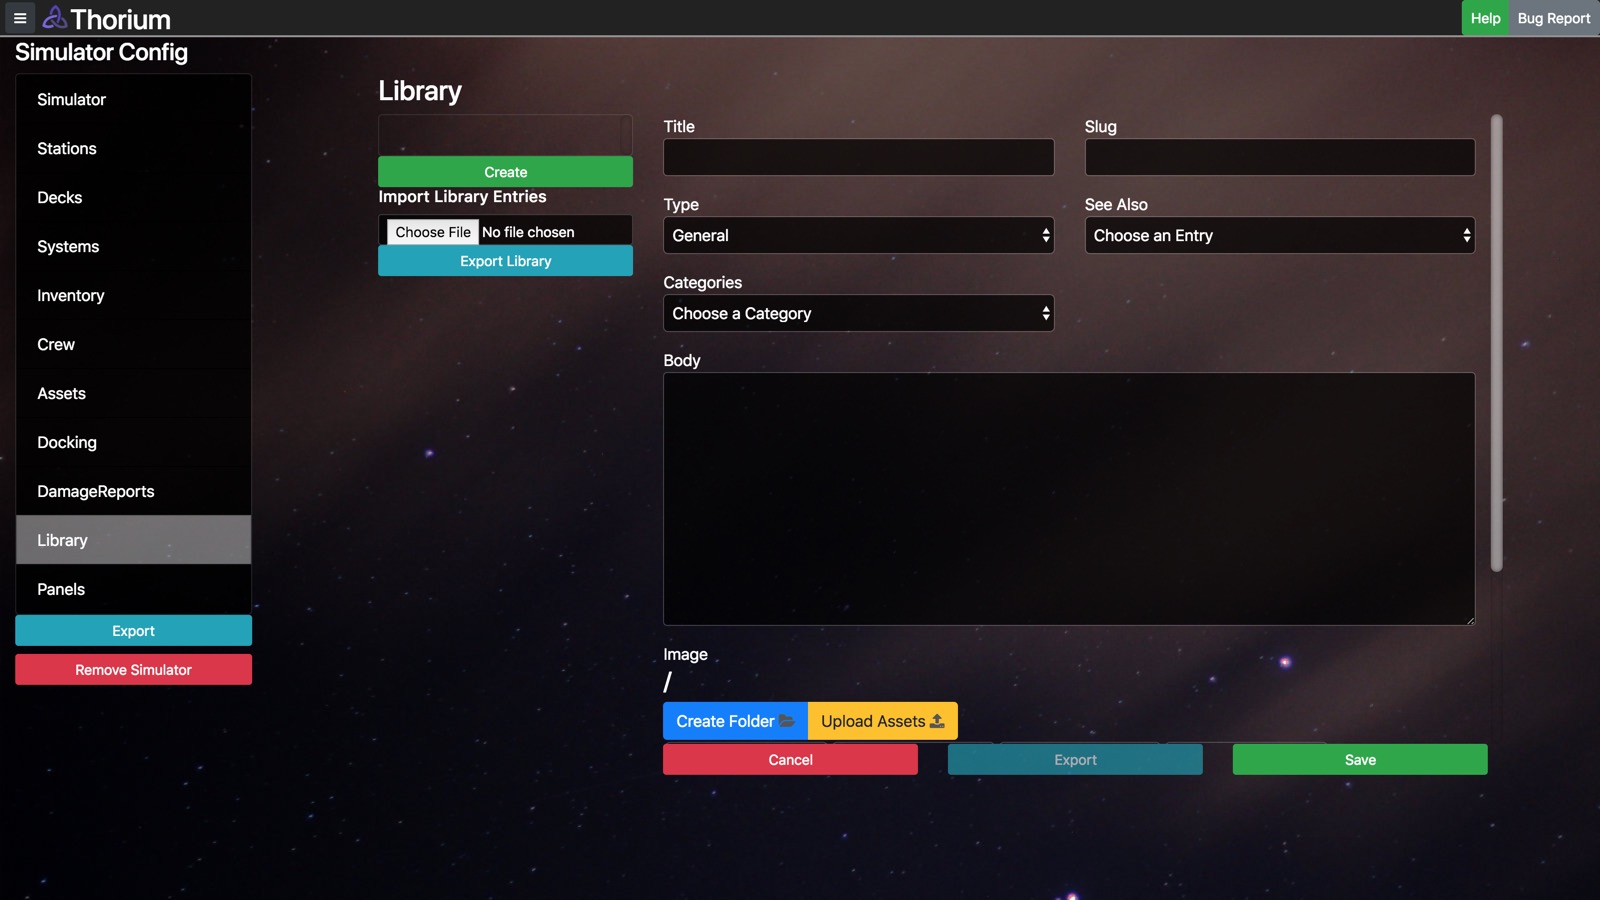 Thorium
Help
Bug Report
Simulator Config
Simulator
Stations
Decks
Systems
Inventory
Crew
Assets
Docking
DamageReports
Library
Panels
Export
Remove Simulator
Library
Create
Import Library Entries
Choose File No file chosen
Export Library
Title
Slug
Type
General
See Also
Choose an Entry
Categories
Choose a Category
Body
Image
/
Create Folder
Upload Assets
Cancel
Export
Save